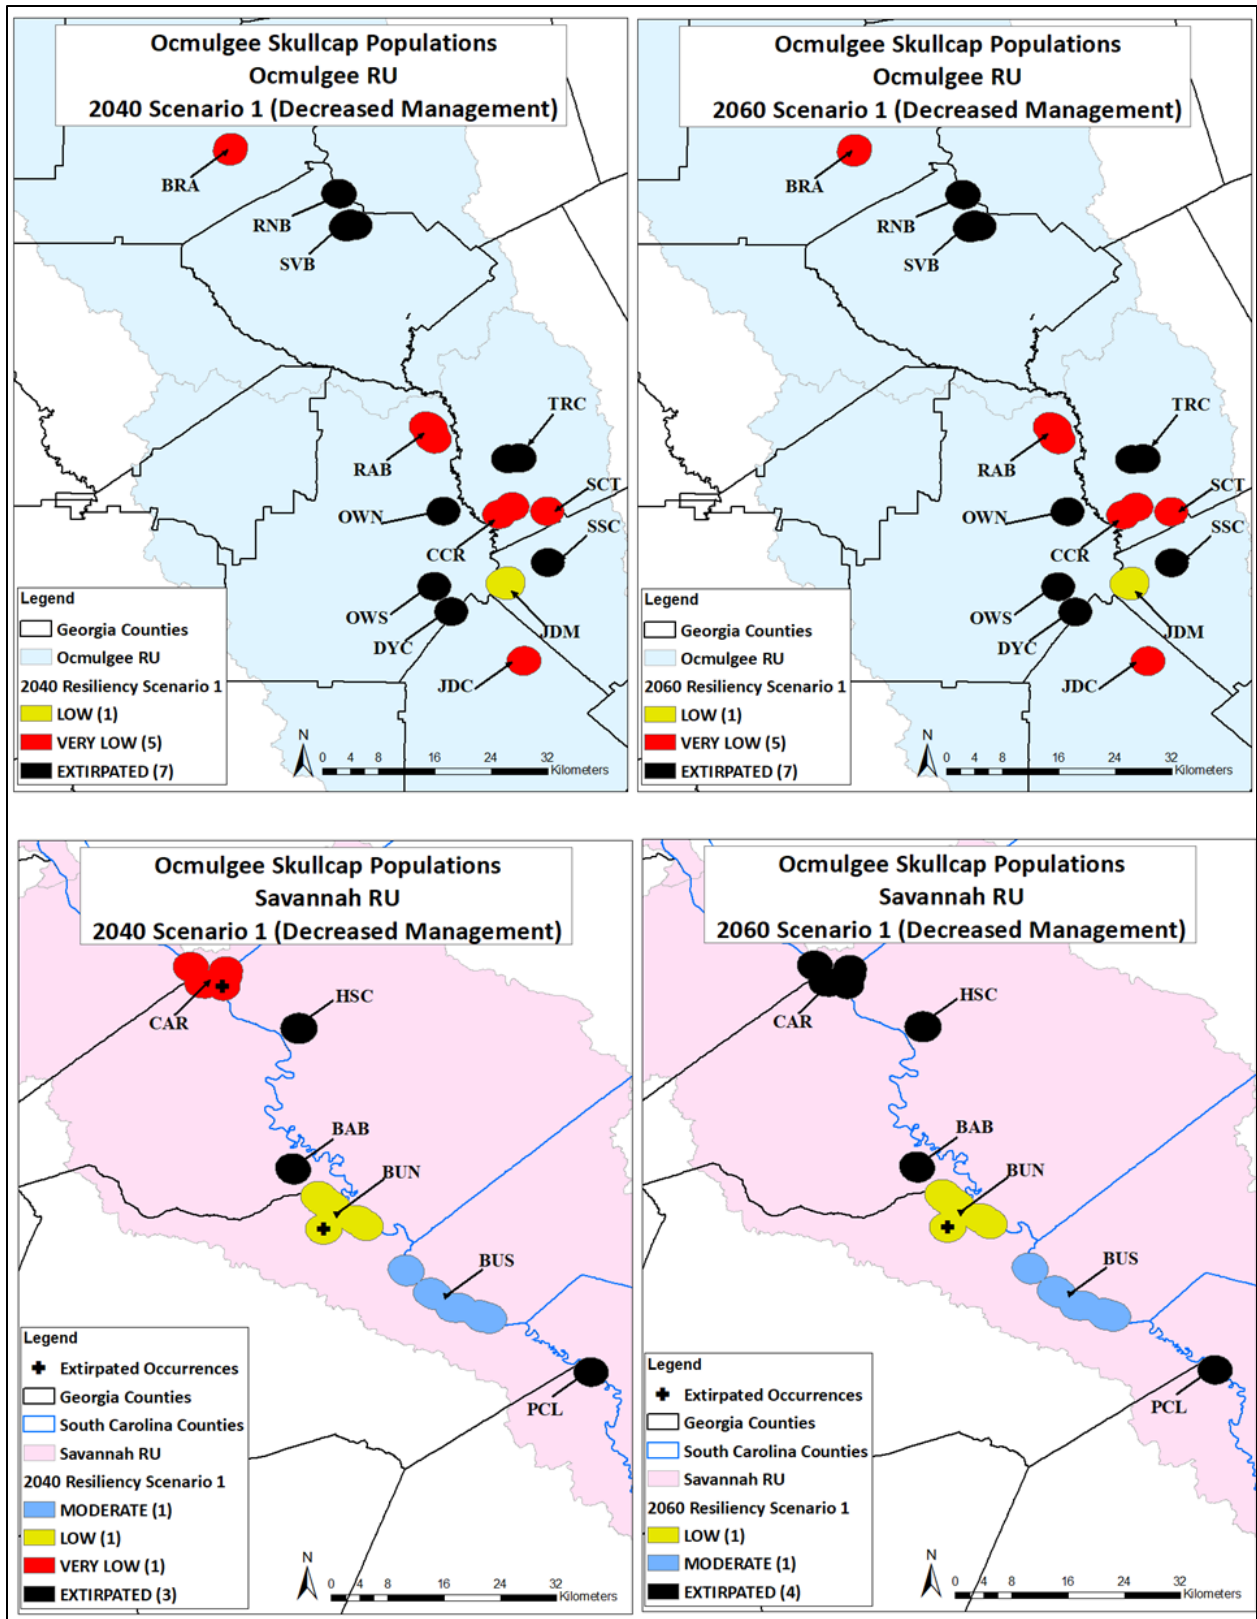 Ocmulgee Skullcap Populations
Ocmulgee RU
2040 Scenario 1 (Decreased Management)
BRA
RNB
SVB
TRC
RAB
SCT
OWN
CCR
SSC
OWS
JDM
DYC
JDC
Legend
Georgia Counties
Ocmulgee RU
2040 Resiliency Scenario 1
LOW (1)
VERY LOW (5)
EXTIRPATED (7)
N
0 4 8 16 24 32
Kilometers
Ocmulgee Skullcap Populations
Ocmulgee RU
2060 Scenario 1 (Decreased Management)
BRA
RNB
SVB
TRC
RAB
SCT
OWN
CCR
SSC
OWS
JDM
DYC
JDC
Legend
Georgia Counties
Ocmulgee RU
2060 Resiliency Scenario 1
LOW (1)
VERY LOW (5)
EXTIRPATED (7)
N
0 4 8 16 24 32
Kilometers
Ocmulgee Skullcap Populations
Savannah RU
2040 Scenario 1 (Decreased Management)
CAR
HSC
BAB
BUN
BUS
PCL
Legend
Extirpated Occurrences
Georgia Counties
South Carolina Counties
Savannah RU
2040 Resiliency Scenario 1
MODERATE (1)
LOW (1)
VERY LOW (1)
EXTIRPATED (3)
N
0 4 8 16 24 32
Kilometers
Ocmulgee Skullcap Populations
Savannah RU
2060 Scenario 1 (Decreased Management)
CAR
HSC
BAB
BUN
BUS
PCL
Legend
Extirpated Occurrences
Georgia Counties
South Carolina Counties
Savannah RU
2060 Resiliency Scenario 1
LOW (1)
MODERATE (1)
EXTIRPATED (4)
N
0 4 8 16 24 32
Kilometers